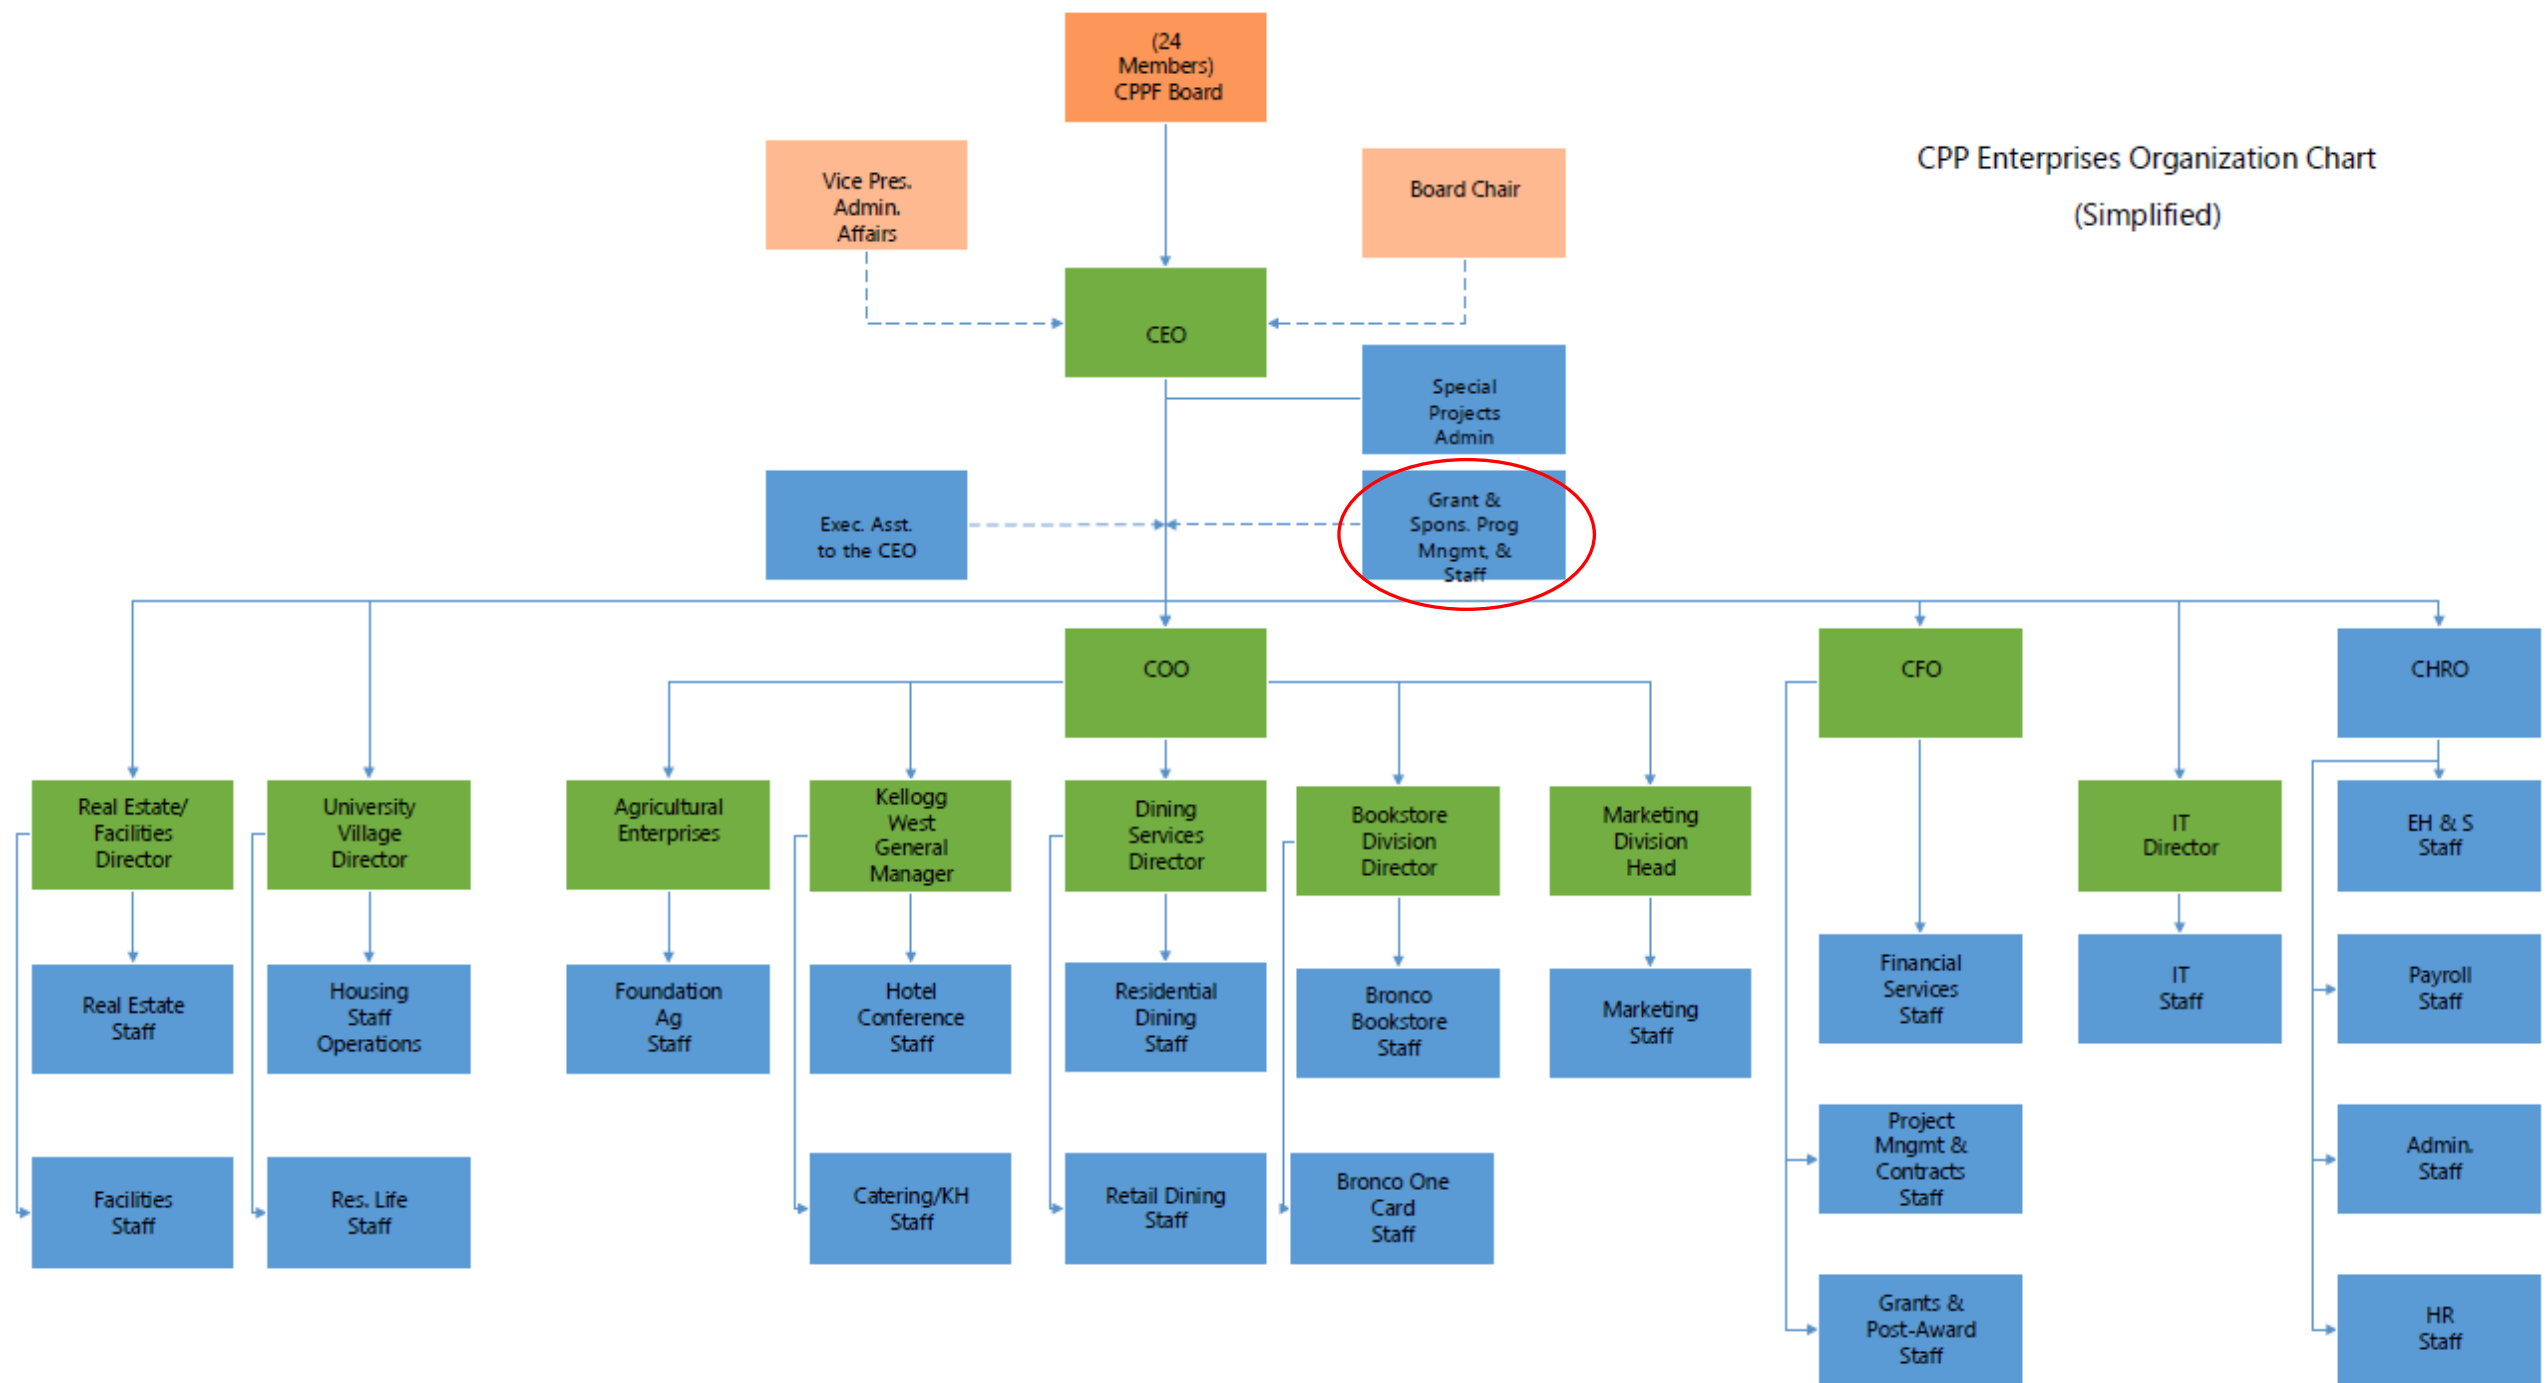 (24
Members)
CPPF Board
Vice Pres.
Admin.
Affairs
Board Chair
CPP Enterprises Organization Chart
(Simplified)
CEO
Special
Projects
Admin
Exec. Asst.
to the CEO
Grant &
Spons. Prog
Mngmt, &
Staff
COO
CFO
CHRO
Real Estate/
Facilities
Director
University
Village
Director
Agricultural
Enterprises
Kellogg
West
General
Manager
Dining
Services
Director
Bookstore
Division
Director
Marketing
Division
Head
IT
Director
EH & S
Staff
Real Estate
Staff
Housing
Staff
Operations
Foundation
Ag
Staff
Hotel
Conference
Staff
Residential
Dining
Staff
Bronco
Bookstore
Staff
Marketing
Staff
Financial
Services
Staff
IT
Staff
Payroll
Staff
Facilities
Staff
Res. Life
Staff
Catering/KH
Staff
Retail Dining
Staff
Bronco One
Card
Staff
Project
Mngmt &
Contracts
Staff
Admin.
Staff
Grants &
Post-Award
Staff
HR
Staff